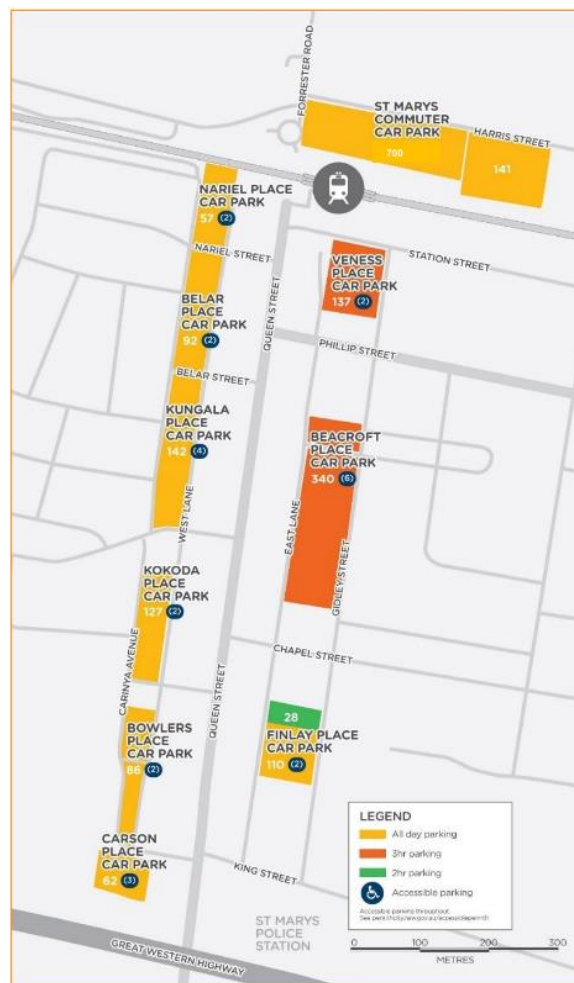 FORRESTER ROAD
ST MARYS
COMMUTER
CAR PARK
700
HARRIS STREET
141
NARIEL PLACE
CAR PARK
57 (2)
NARIEL STREET
QUEEN STREET
VENESS
PLACE
CAR PARK
137 (2)
STATION STREET
BELAR
PLACE
CAR PARK
92 (2)
PHILLIP STREET
BELAR STREET
KUNGALA
PLACE
CAR PARK
142 (4)
WEST LANE
BEACROFT
PLACE
CAR PARK
340 (6)
EAST LANE
GIDLEY STREET
KOKODA
PLACE
CAR PARK
127 (2)
CARINYA AVENUE
QUEEN STREET
CHAPEL STREET
28
FINLAY PLACE
CAR PARK
110 (2)
BOWLERS
PLACE
CAR PARK
86 (2)
CARSON
PLACE
CAR PARK
62 (3)
KING STREET
ST MARYS
POLICE
STATION
GREAT WESTERN HIGHWAY
LEGEND
All day parking
3hr parking
2hr parking
Accessible parking
Accessible parking throughout
0 100 200 300
METRES